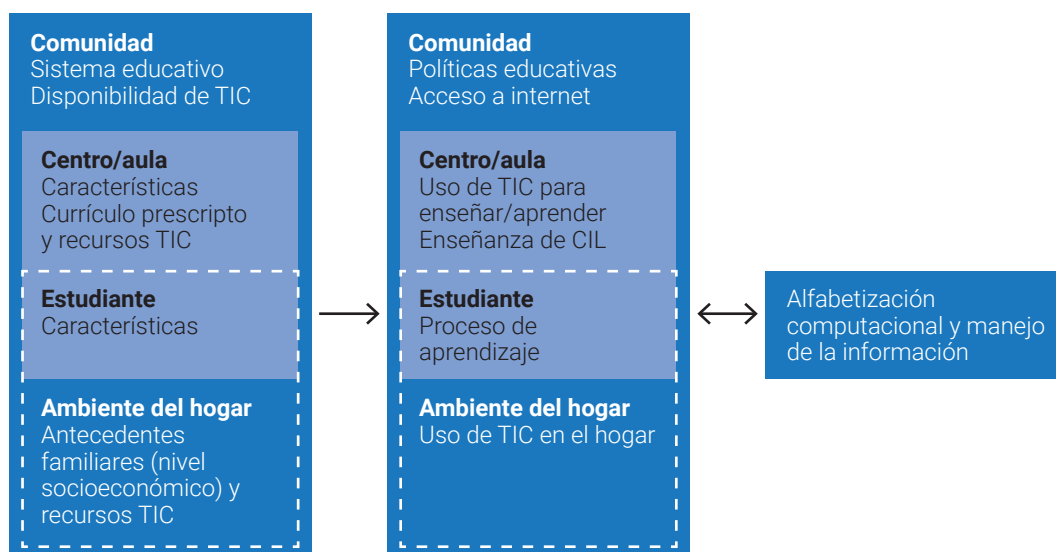 Comunidad
Sistema educativo
Disponibilidad de TIC
Centro/aula
Características
Currículo prescripto
y recursos TIC
Estudiante
Características
Ambiente del hogar
Antecedentes
familiares (nivel
socioeconómico) y
recursos TIC
Comunidad
Políticas educativas
Acceso a internet
Centro/aula
Uso de TIC para
enseñar/aprender
Enseñanza de CIL
Estudiante
Proceso de
aprendizaje
Ambiente del hogar
Uso de TIC en el hogar
Alfabetización
computacional y manejo
de la información